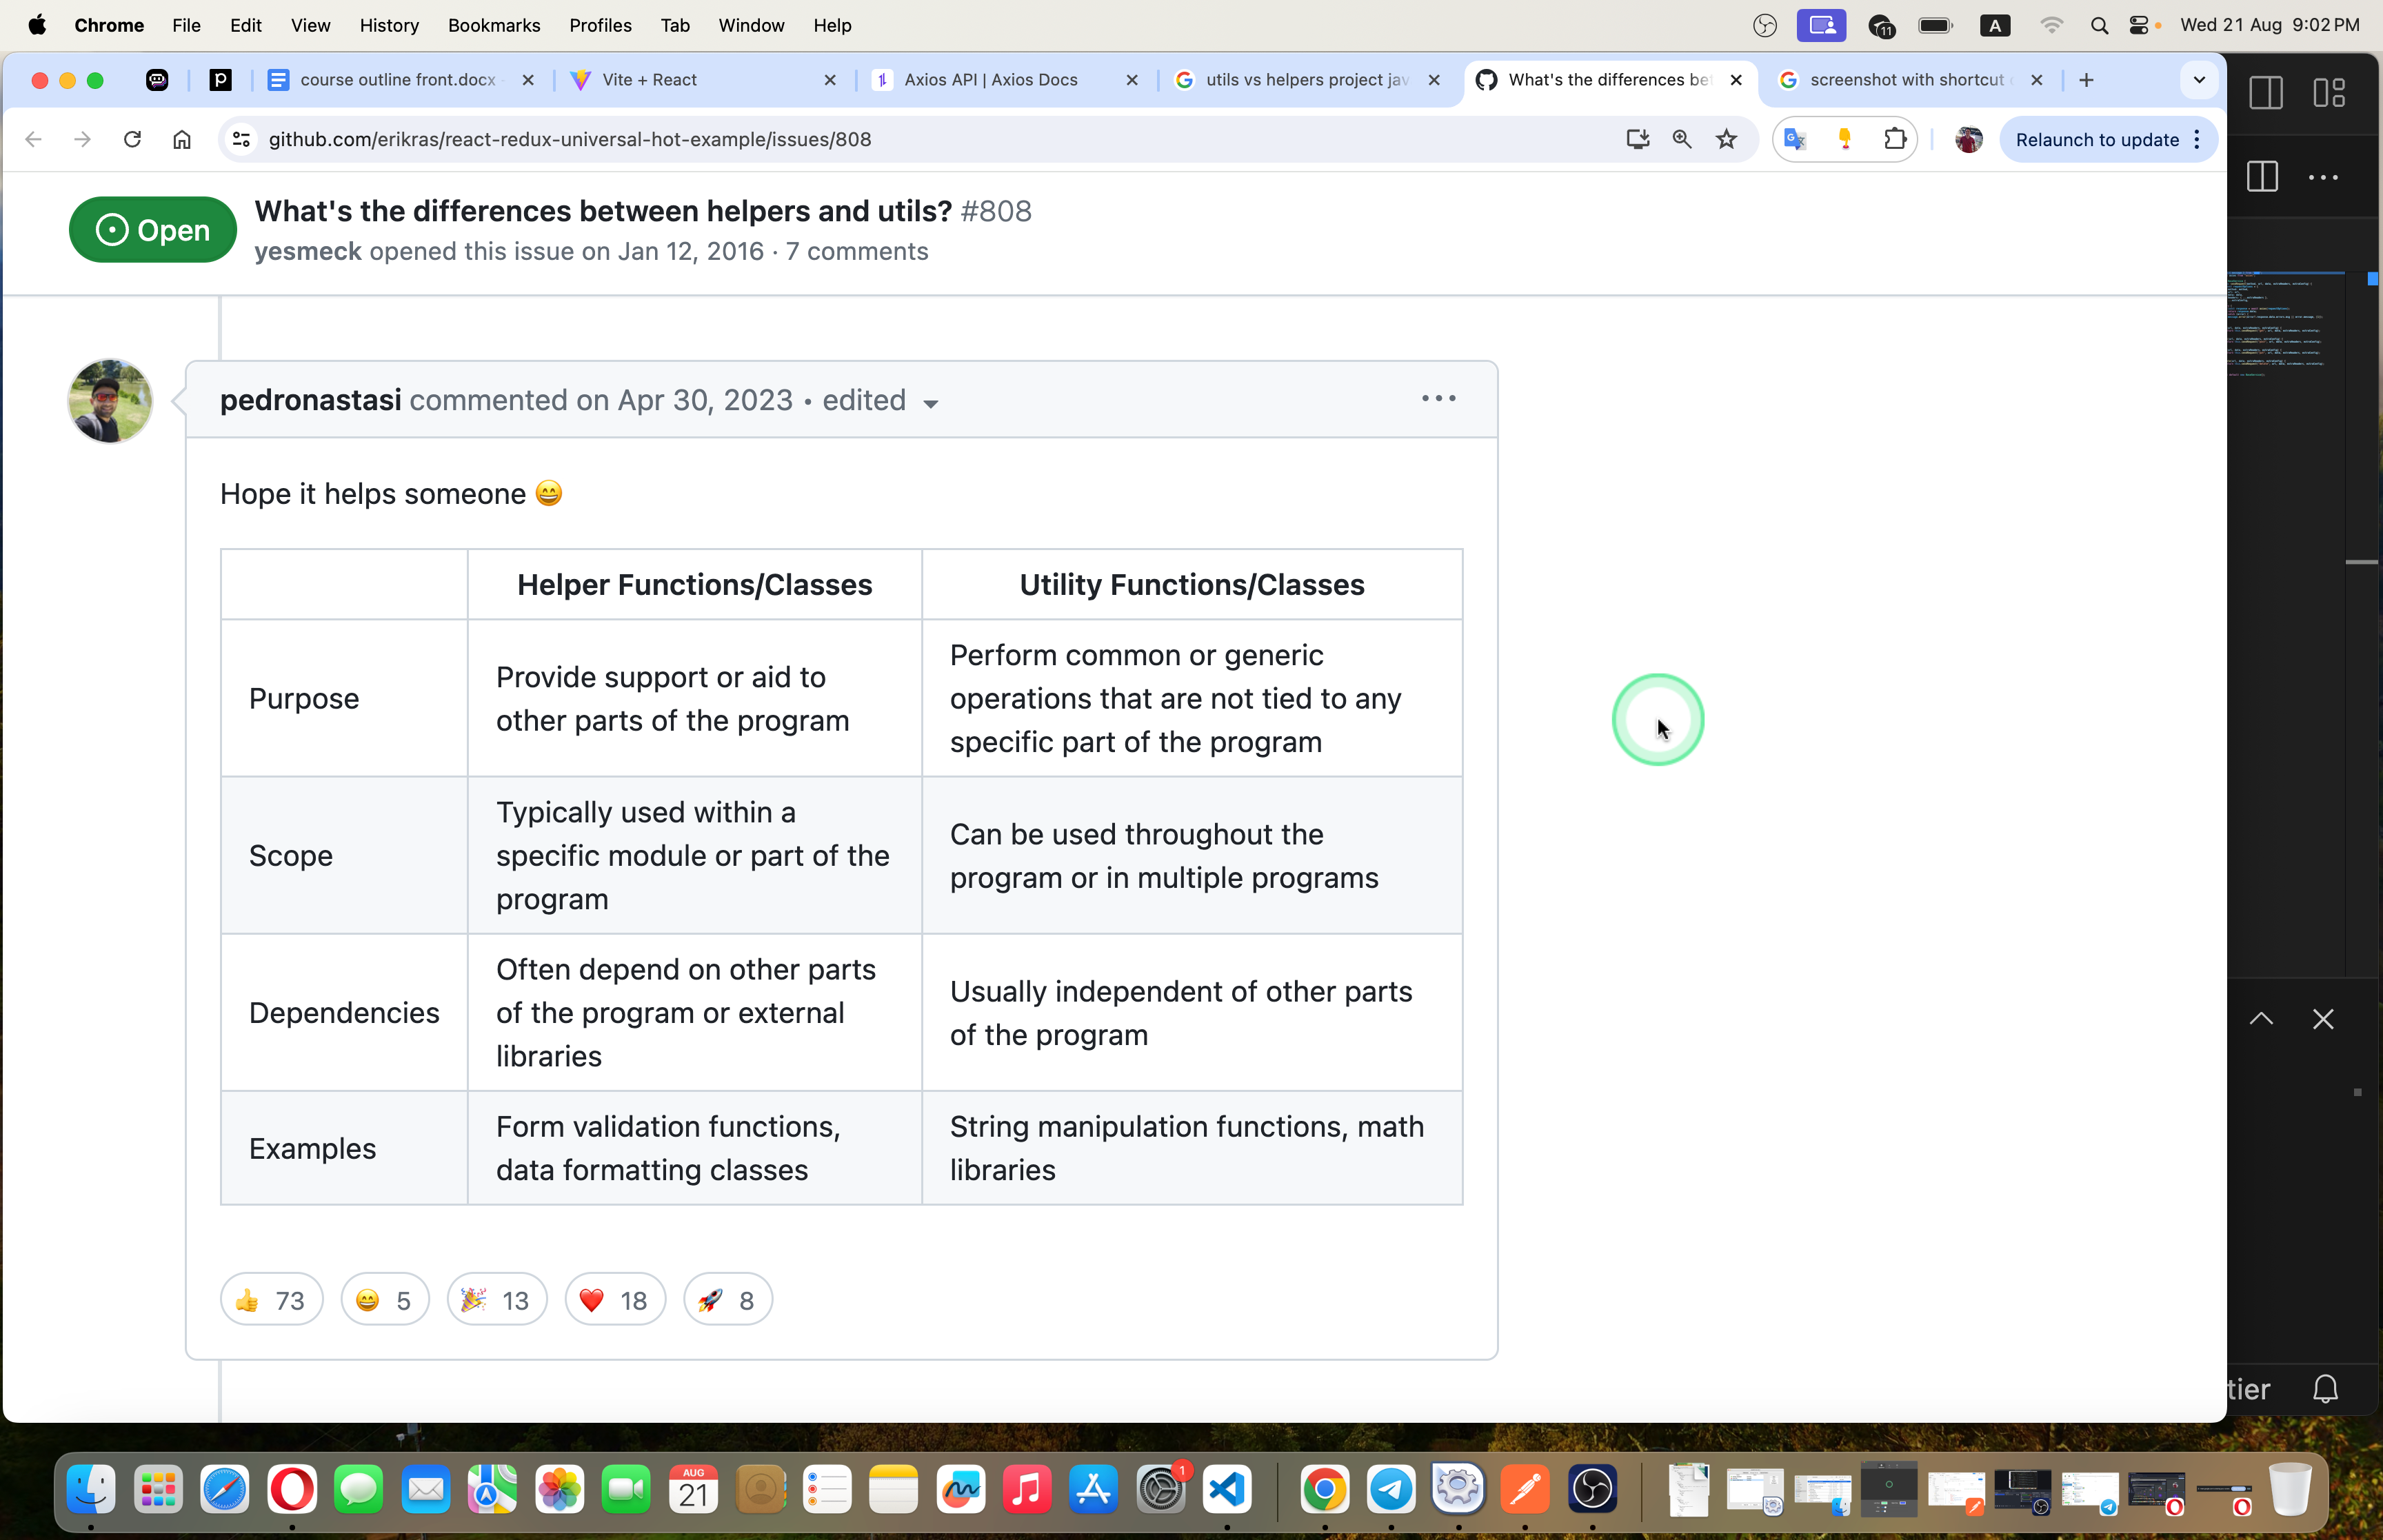 Chrome File Edit View History Bookmarks Profiles Tab Window Help
11 A Wed 21 Aug 9:02 PM
course outline front.docx Vite + React Axios API | Axios Docs utils vs helpers project jav What's the differences be screenshot with shortcut
github.com/erikras/react-redux-universal-hot-example/issues/808 Relaunch to update
Open
What's the differences between helpers and utils? #808
yesmeck opened this issue on Jan 12, 2016 · 7 comments
pedronastasi commented on Apr 30, 2023 • edited
Hope it helps someone 😄
Helper Functions/Classes Utility Functions/Classes
Purpose
Provide support or aid to
other parts of the program
Perform common or generic
operations that are not tied to any
specific part of the program
Scope
Typically used within a
specific module or part of the
program
Can be used throughout the
program or in multiple programs
Dependencies
Often depend on other parts
of the program or external
libraries
Usually independent of other parts
of the program
Examples
Form validation functions,
data formatting classes
String manipulation functions, math
libraries
👍 73 😄 5 🎉 13 ❤️ 18 🚀 8
tier
AUG
21
1